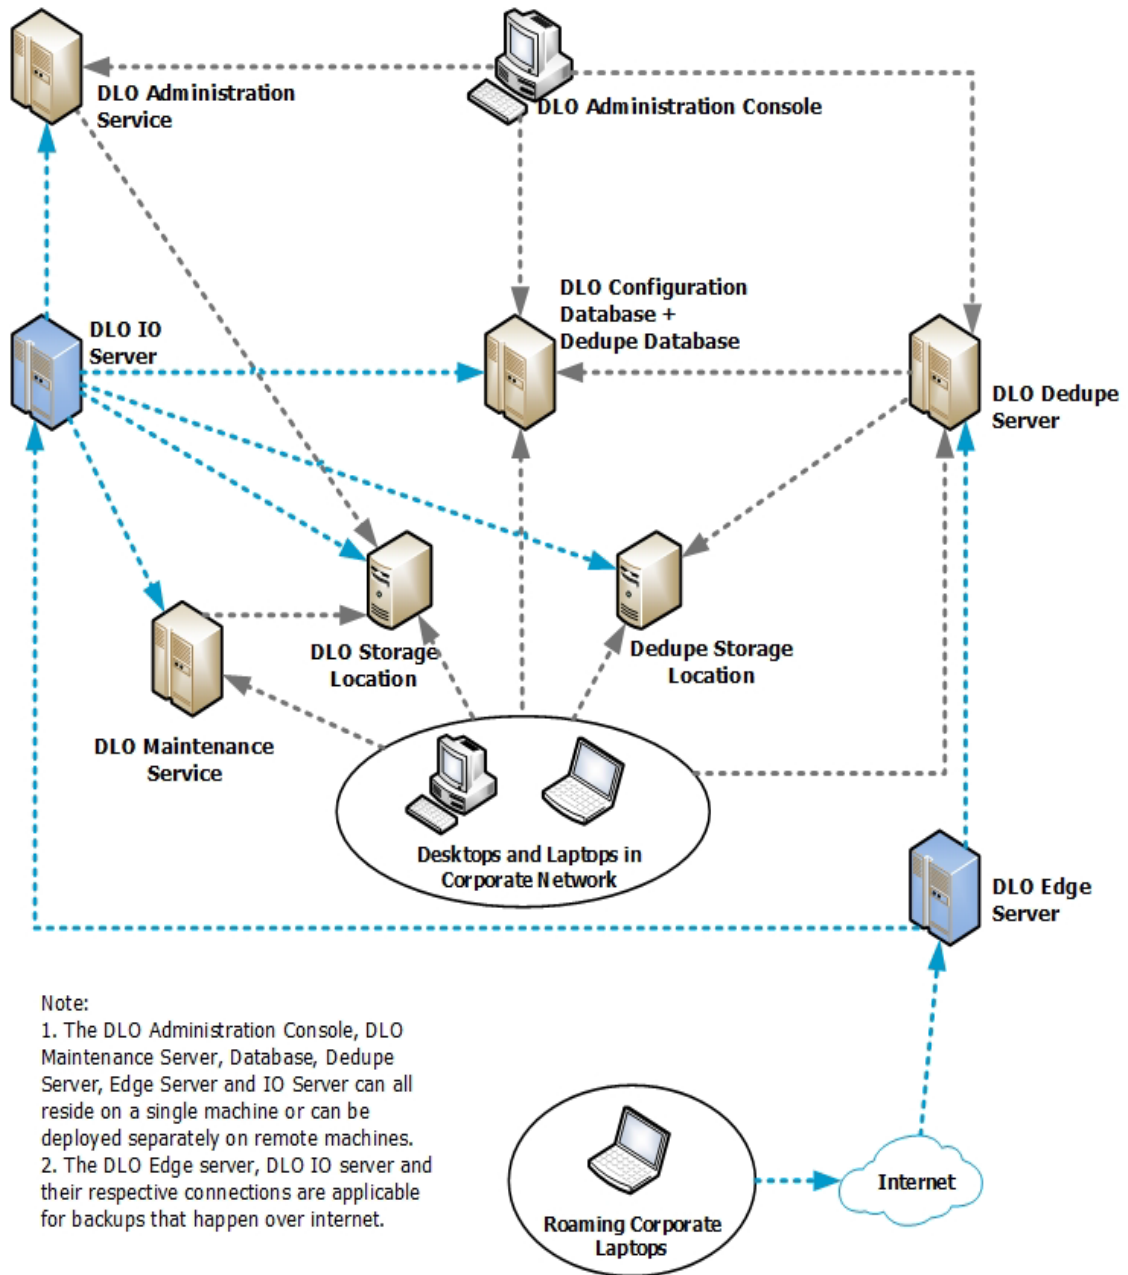 DLO Administration
Service
DLO Administration Console
DLO IO
Server
DLO Configuration
Database +
Dedupe Database
DLO Dedupe
Server
DLO Storage
Location
Dedupe Storage
Location
DLO Maintenance
Service
Desktops and Laptops in
Corporate Network
DLO Edge
Server
Note:
1. The DLO Administration Console, DLO
Maintenance Server, Database, Dedupe
Server, Edge Server and IO Server can all
reside on a single machine or can be
deployed separately on remote machines.
2. The DLO Edge server, DLO IO server and
their respective connections are applicable
for backups that happen over internet.
Internet
Roaming Corporate
Laptops